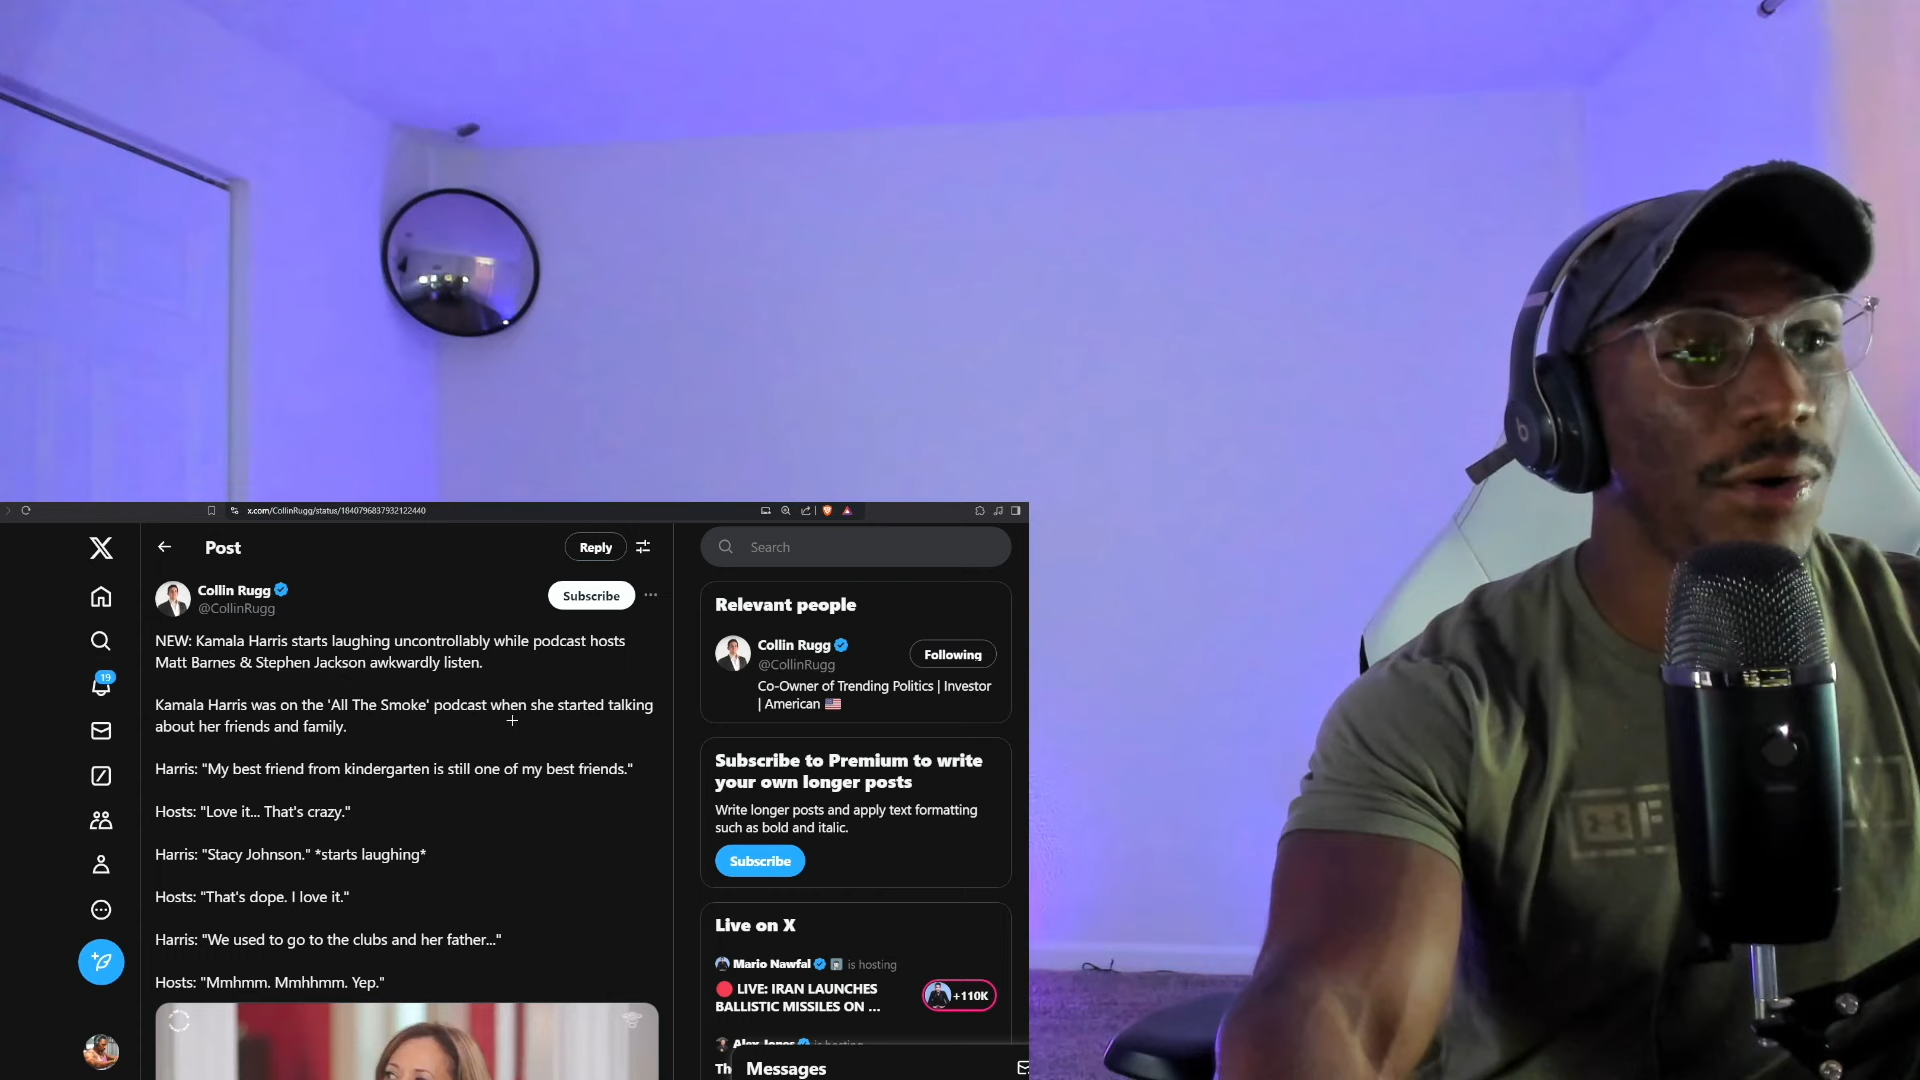 x.com/CollinRugg/status/1840796837932122440
Post
Reply
Search
Collin Rugg
@CollinRugg
Subscribe
NEW: Kamala Harris starts laughing uncontrollably while podcast hosts
Matt Barnes & Stephen Jackson awkwardly listen.
Kamala Harris was on the 'All The Smoke' podcast when she started talking
about her friends and family.
Harris: "My best friend from kindergarten is still one of my best friends."
Hosts: "Love it... That's crazy."
Harris: "Stacy Johnson." *starts laughing*
Hosts: "That's dope. I love it."
Harris: "We used to go to the clubs and her father..."
Hosts: "Mmhmm. Mmhhmm. Yep."
19
Relevant people
Collin Rugg
@CollinRugg
Following
Co-Owner of Trending Politics | Investor
| American 🇺🇸
Subscribe to Premium to write
your own longer posts
Write longer posts and apply text formatting
such as bold and italic.
Subscribe
Live on X
Mario Nawfal is hosting
🔴 LIVE: IRAN LAUNCHES
BALLISTIC MISSILES ON ...
+110K
Alex Jones is hosting
Th
Messages
b